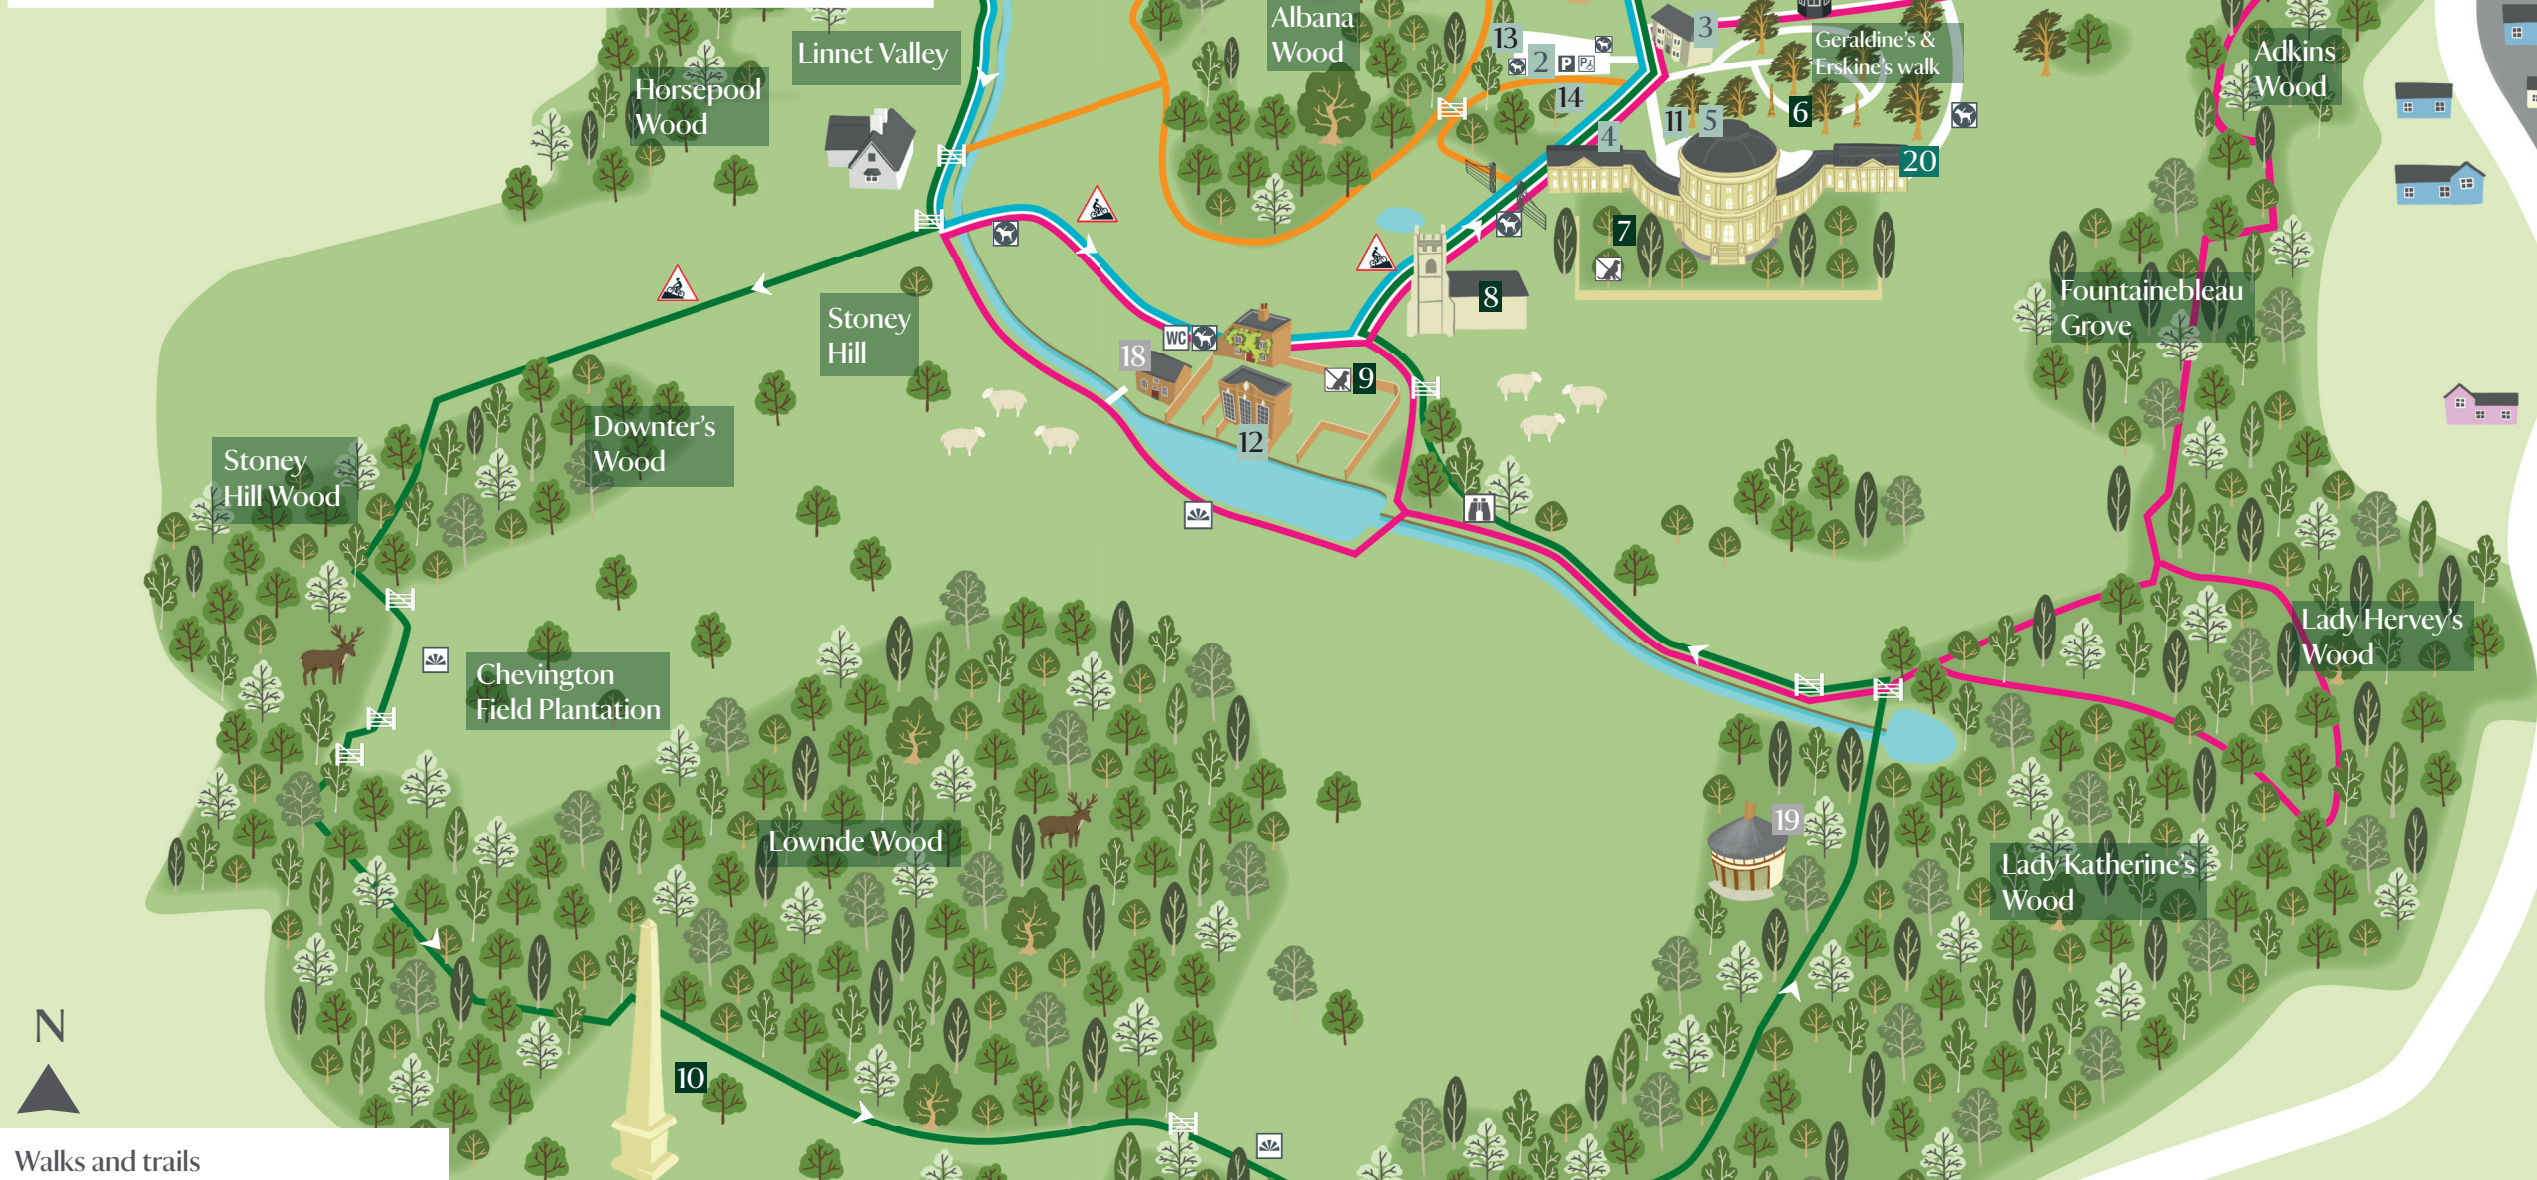 Albana
Wood
Linnet Valley
Horsepool
Wood
13
2
P
P
14
3
Geraldine's &
Erskine's walk
Adkins
Wood
11
5
6
4
20
7
8
Stoney
Hill
WC
18
9
12
Fountainebleau
Grove
Downter's
Wood
Stoney
Hill Wood
Lady Hervey's
Wood
Chevington
Field Plantation
Lownde Wood
19
Lady Katherine's
Wood
N
10
Walks and trails